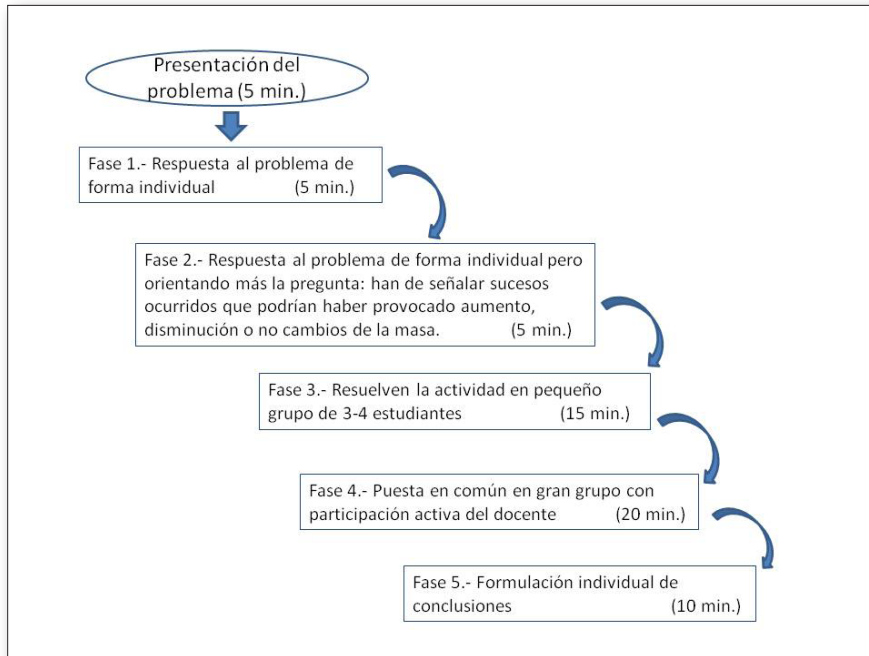 Presentación del
problema (5 min.)
Fase 1.- Respuesta al problema de
forma individual (5 min.)
Fase 2.- Respuesta al problema de forma individual pero
orientando más la pregunta: han de señalar sucesos
ocurridos que podrían haber provocado aumento,
disminución o no cambios de la masa. (5 min.)
Fase 3.- Resuelven la actividad en pequeño
grupo de 3-4 estudiantes (15 min.)
Fase 4.- Puesta en común en gran grupo con
participación activa del docente (20 min.)
Fase 5.- Formulación individual de
conclusiones (10 min.)